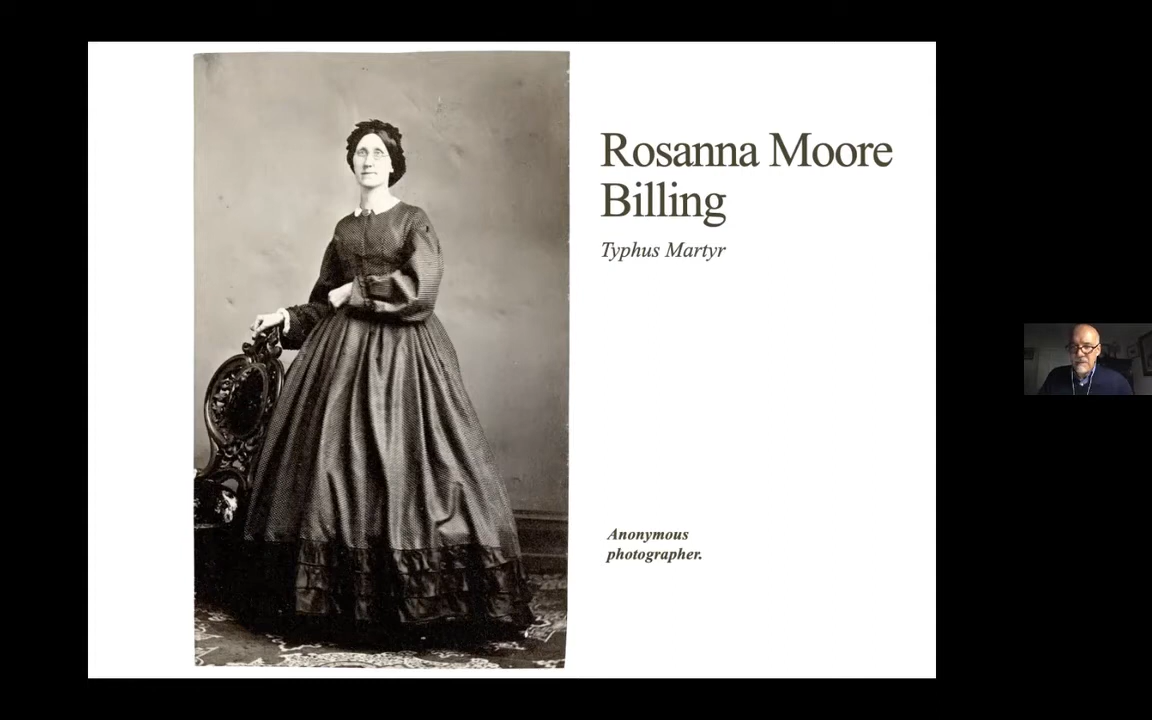 Rosanna Moore
Billing
Typhus Martyr
Anonymous
photographer.